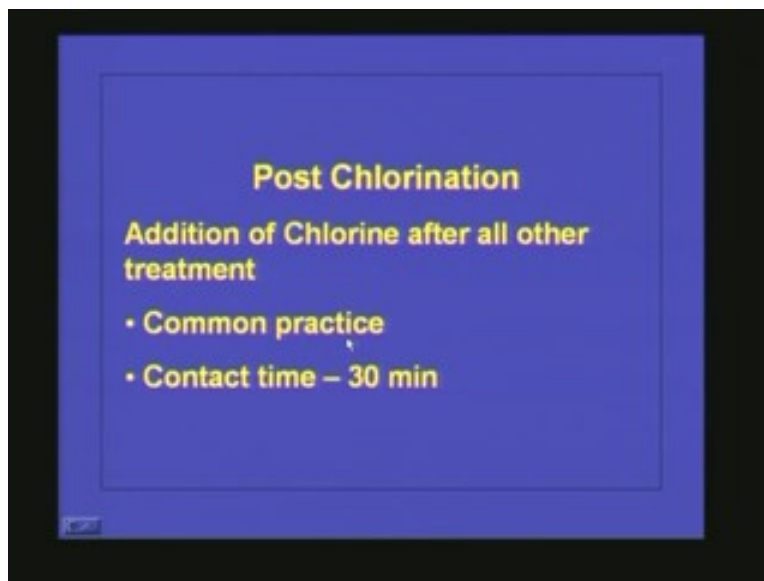 Post Chlorination
Addition of Chlorine after all other
treatment
• Common practice
• Contact time – 30 min